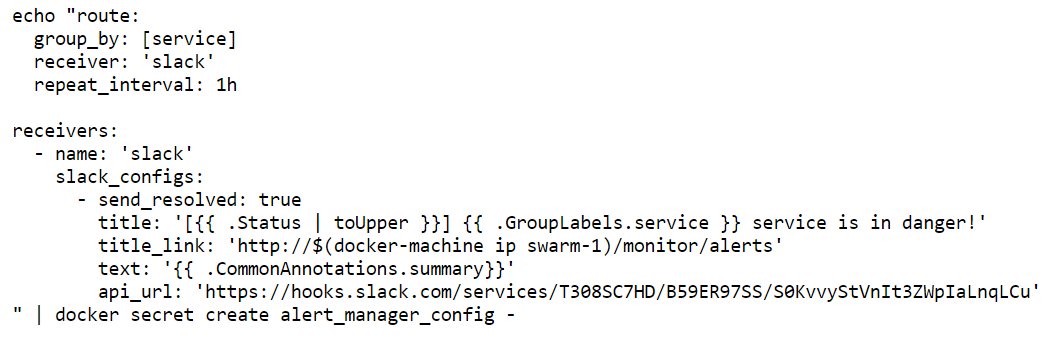 echo "route:
  group_by: [service]
  receiver: 'slack'
  repeat_interval: 1h

receivers:
  - name: 'slack'
    slack_configs:
      - send_resolved: true
        title: '[{{ .Status | toUpper }}] {{ .GroupLabels.service }} service is in danger!'
        title_link: 'http://$(docker-machine ip swarm-1)/monitor/alerts'
        text: '{{ .CommonAnnotations.summary}}'
        api_url: 'https://hooks.slack.com/services/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'
" | docker secret create alert_manager_config -